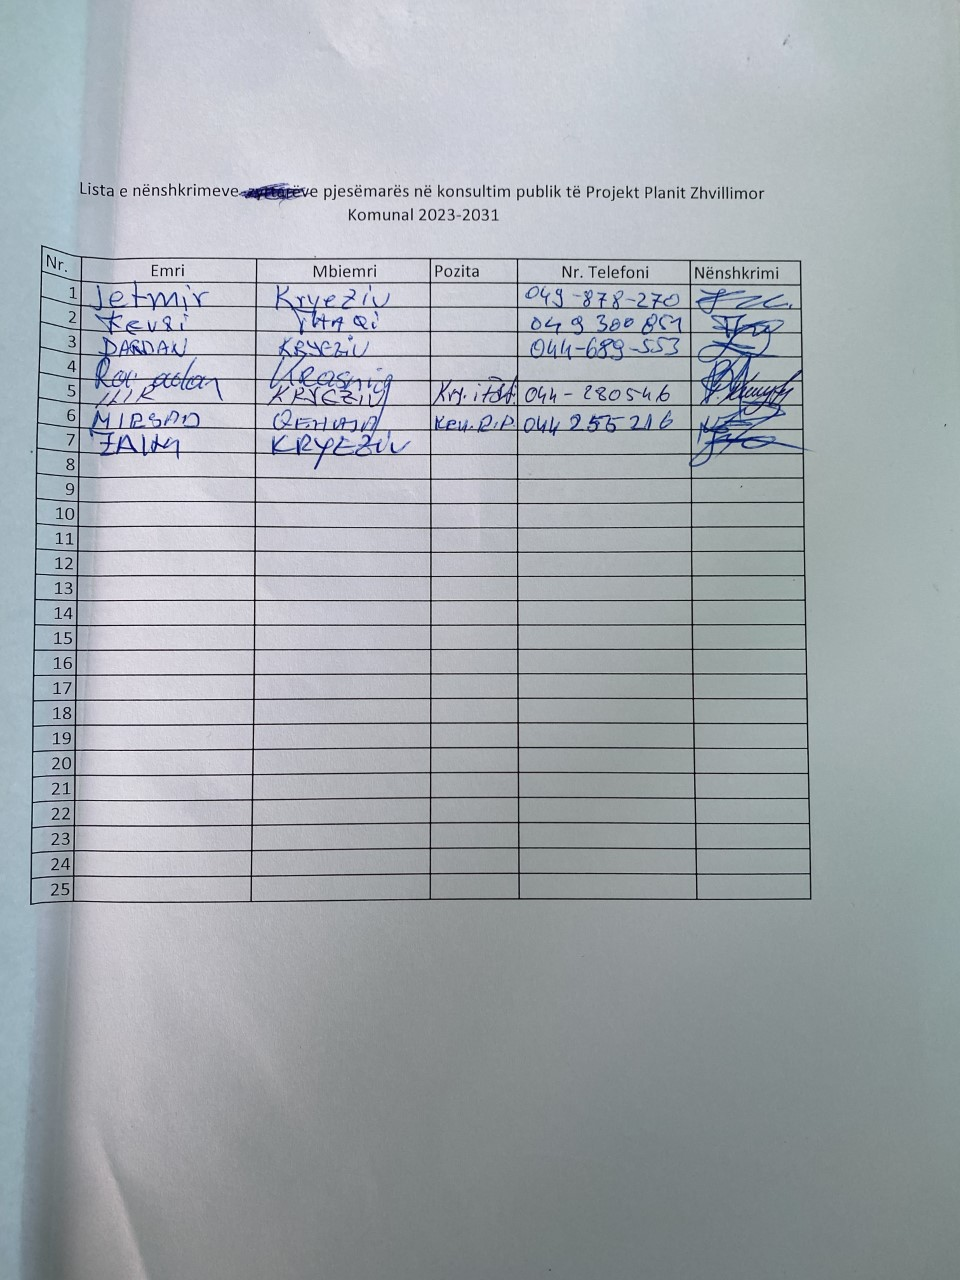 Lista e nënshkrimeve zyrtarëve pjesëmarës në konsultim publik të Projekt Planit Zhvillimor
Komunal 2023-2031
Nr. Emri Mbiemri Pozita Nr. Telefoni Nënshkrimi
1 Jetmir Kryeziu 049-878-270
2 THAQi 049 300 851
3 DARDAN KRYEZIU 044-689-553
4 Krasniqi
5 ILIR KRYEZIU 044-280546
6 MIRSAD QEHAJA 044 255 216
7 KRYEZIU
8
9
10
11
12
13
14
15
16
17
18
19
20
21
22
23
24
25